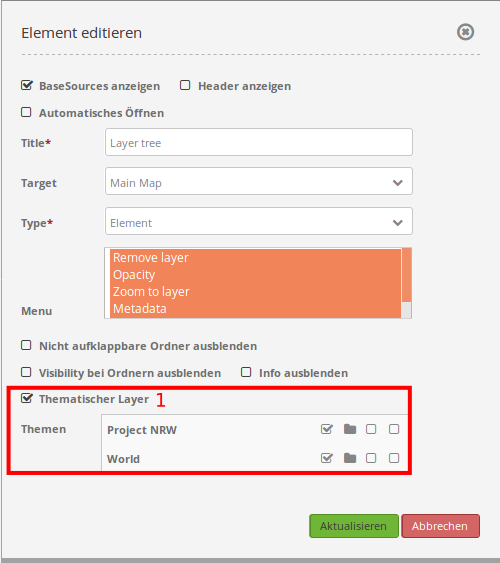 Element editieren
BaseSources anzeigen Header anzeigen
Automatisches Öffnen
Title* Layer tree
Target Main Map
Type* Element
Remove layer
Opacity
Zoom to layer
Menu Metadata
Nicht aufklappbare Ordner ausblenden
Visibility bei Ordnern ausblenden Info ausblenden
Thematischer Layer 1
Themen Project NRW
World
Aktualisieren Abbrechen